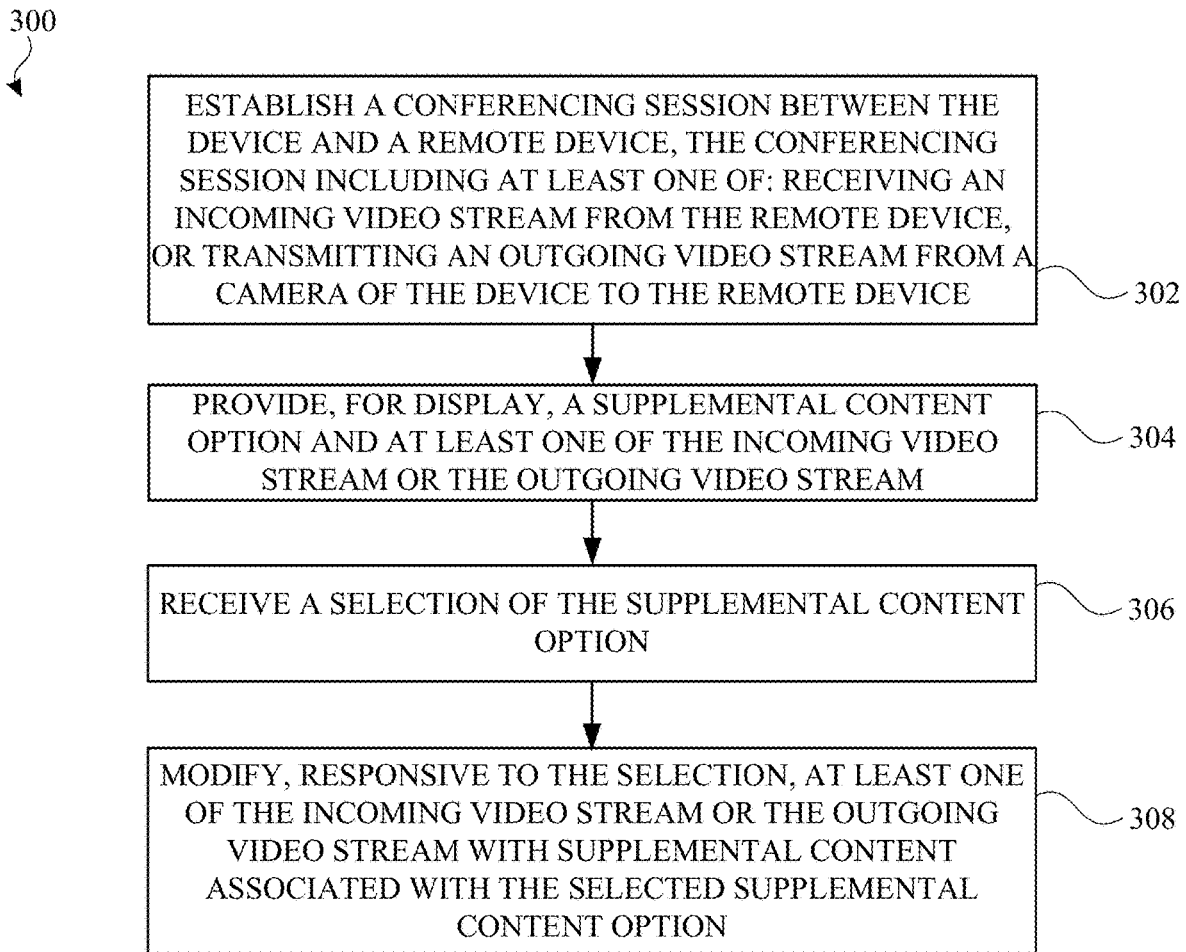 300
ESTABLISH A CONFERENCING SESSION BETWEEN THE
DEVICE AND A REMOTE DEVICE, THE CONFERENCING
SESSION INCLUDING AT LEAST ONE OF: RECEIVING AN
INCOMING VIDEO STREAM FROM THE REMOTE DEVICE,
OR TRANSMITTING AN OUTGOING VIDEO STREAM FROM A
CAMERA OF THE DEVICE TO THE REMOTE DEVICE
302
PROVIDE, FOR DISPLAY, A SUPPLEMENTAL CONTENT
OPTION AND AT LEAST ONE OF THE INCOMING VIDEO
STREAM OR THE OUTGOING VIDEO STREAM
304
RECEIVE A SELECTION OF THE SUPPLEMENTAL CONTENT
OPTION
306
MODIFY, RESPONSIVE TO THE SELECTION, AT LEAST ONE
OF THE INCOMING VIDEO STREAM OR THE OUTGOING
VIDEO STREAM WITH SUPPLEMENTAL CONTENT
ASSOCIATED WITH THE SELECTED SUPPLEMENTAL
CONTENT OPTION
308